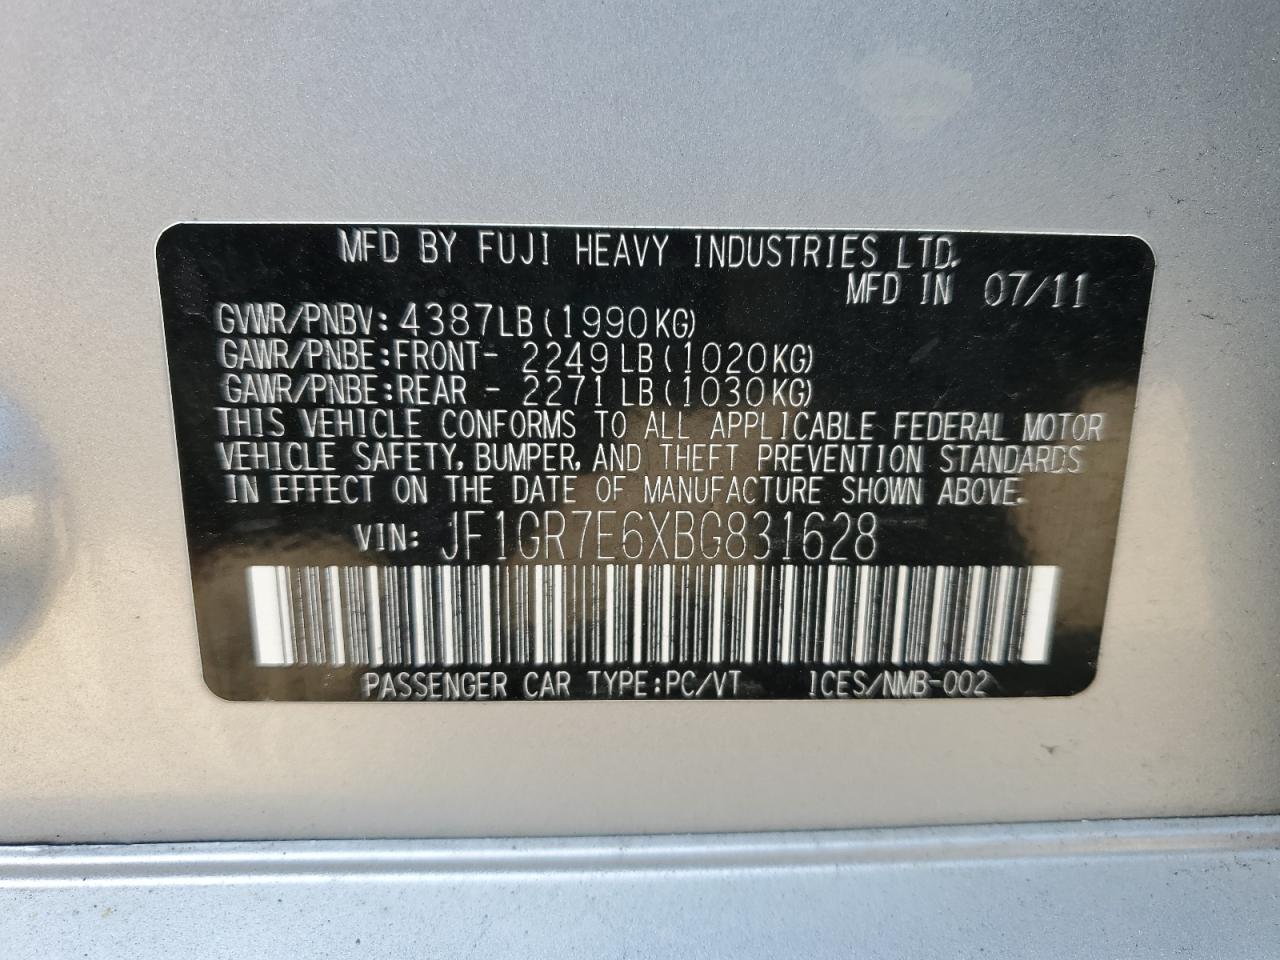 MFD BY FUJI HEAVY INDUSTRIES LTD.
MFD IN 07/11
GVWR/PNBV: 4387LB (1990KG)
GAWR/PNBE:FRONT- 2249LB (1020KG)
GAWR/PNBE:REAR - 2271LB (1030KG)
THIS VEHICLE CONFORMS TO ALL APPLICABLE FEDERAL MOTOR
VEHICLE SAFETY, BUMPER, AND THEFT PREVENTION STANDARDS
IN EFFECT ON THE DATE OF MANUFACTURE SHOWN ABOVE.
VIN: JF1GR7E6XBG831628
PASSENGER CAR TYPE:PC/VT ICES/NMB-002